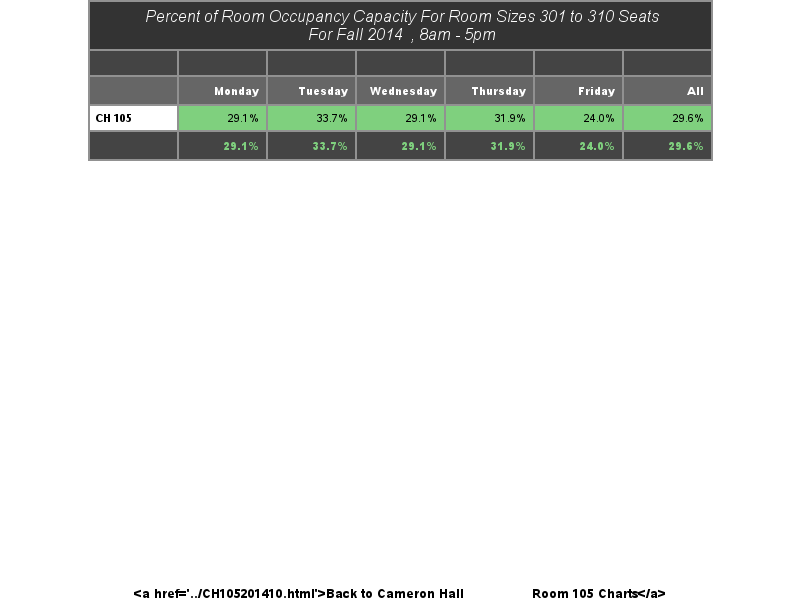 Percent of Room Occupancy Capacity For Room Sizes 301 to 310 Seats
For Fall 2014 , 8am - 5pm
Monday Tuesday Wednesday Thursday Friday All
CH 105 29.1% 33.7% 29.1% 31.9% 24.0% 29.6%
29.1% 33.7% 29.1% 31.9% 24.0% 29.6%
<a href='../CH105201410.html'>Back to Cameron Hall Room 105 Charts</a>